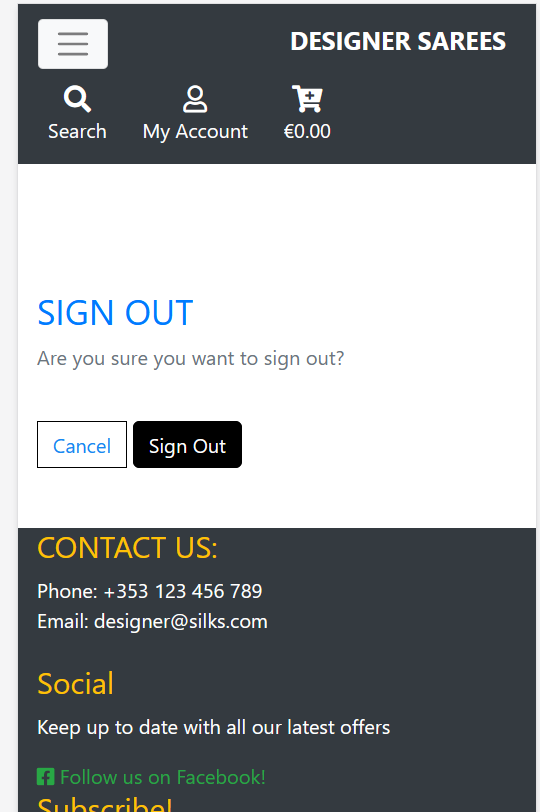 DESIGNER SAREES
Search My Account €0.00
SIGN OUT
Are you sure you want to sign out?
Cancel Sign Out
CONTACT US:
Phone: +353 123 456 789
Email: designer@silks.com
Social
Keep up to date with all our latest offers
Follow us on Facebook!
Subscribe!